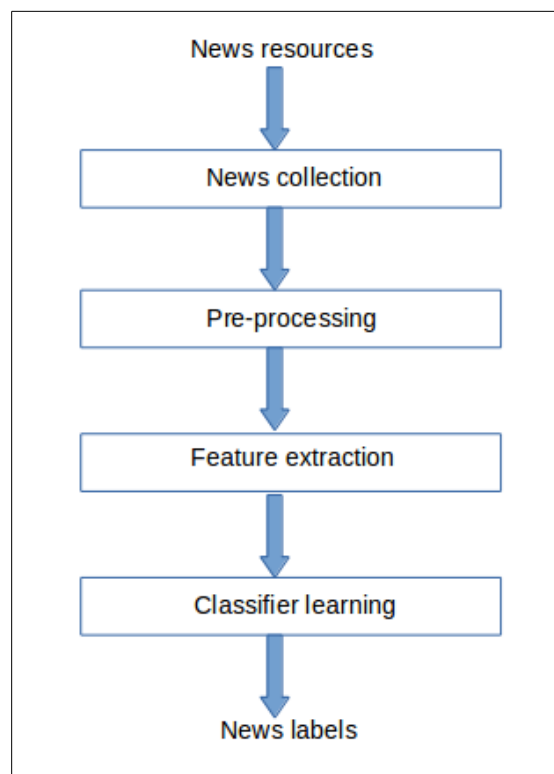 News resources
News collection
Pre-processing
Feature extraction
Classifier learning
News labels